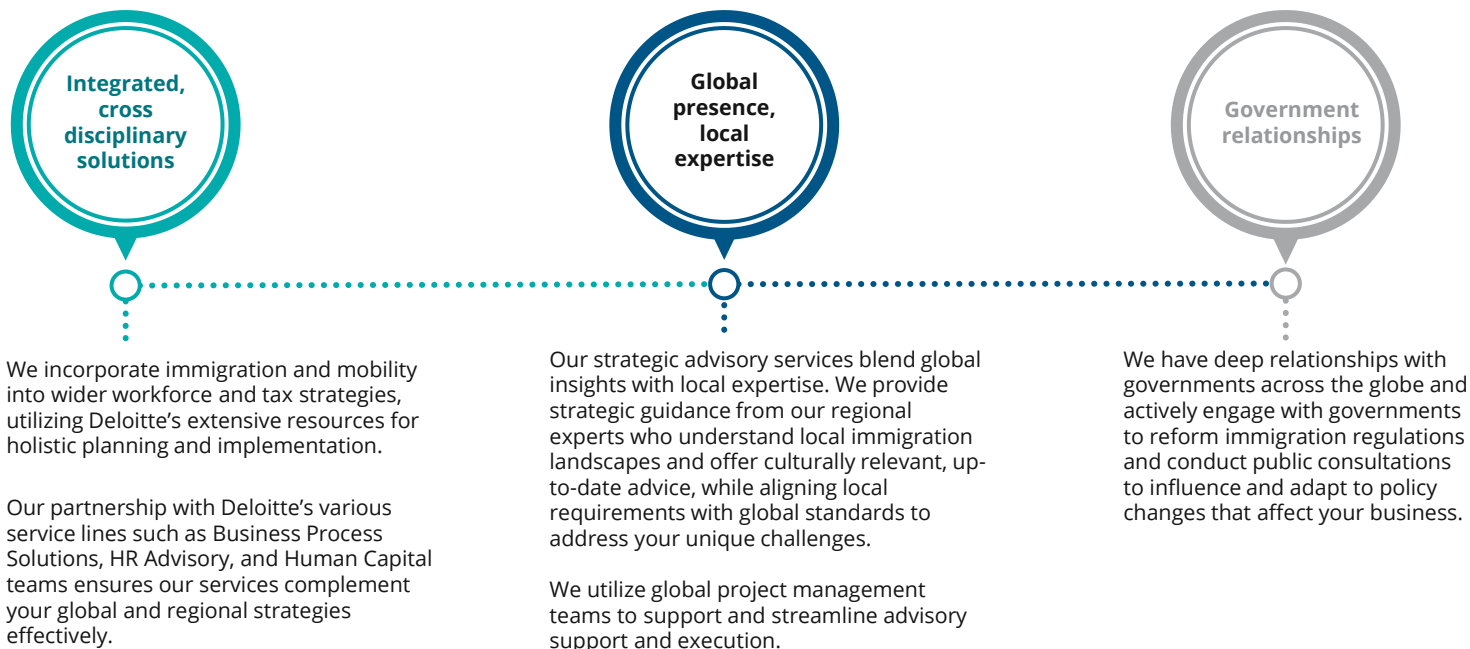 Integrated,
cross
disciplinary
solutions
We incorporate immigration and mobility
into wider workforce and tax strategies,
utilizing Deloitte’s extensive resources for
holistic planning and implementation.
Our partnership with Deloitte’s various
service lines such as Business Process
Solutions, HR Advisory, and Human Capital
teams ensures our services complement
your global and regional strategies
effectively.
Global
presence,
local
expertise
Our strategic advisory services blend global
insights with local expertise. We provide
strategic guidance from our regional
experts who understand local immigration
landscapes and offer culturally relevant, up-
to-date advice, while aligning local
requirements with global standards to
address your unique challenges.
We utilize global project management
teams to support and streamline advisory
support and execution.
Government
relationships
We have deep relationships with
governments across the globe and
actively engage with governments
to reform immigration regulations
and conduct public consultations
to influence and adapt to policy
changes that affect your business.